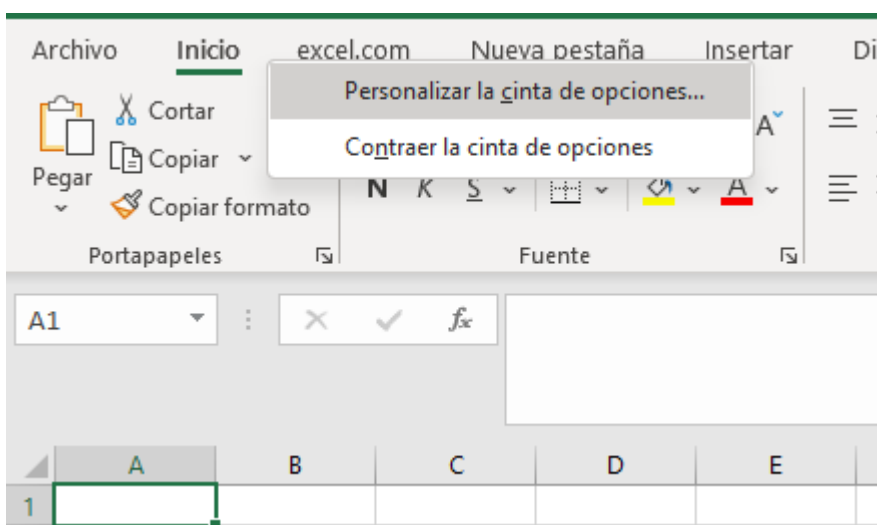 Archivo Inicio excel.com Nueva pestaña Insertar Di
Personalizar la cinta de opciones...
Contraer la cinta de opciones
Cortar
Copiar
Copiar formato
Pegar
N K S A
A
Portapapeles Fuente
A1 fx
A B C D E
1